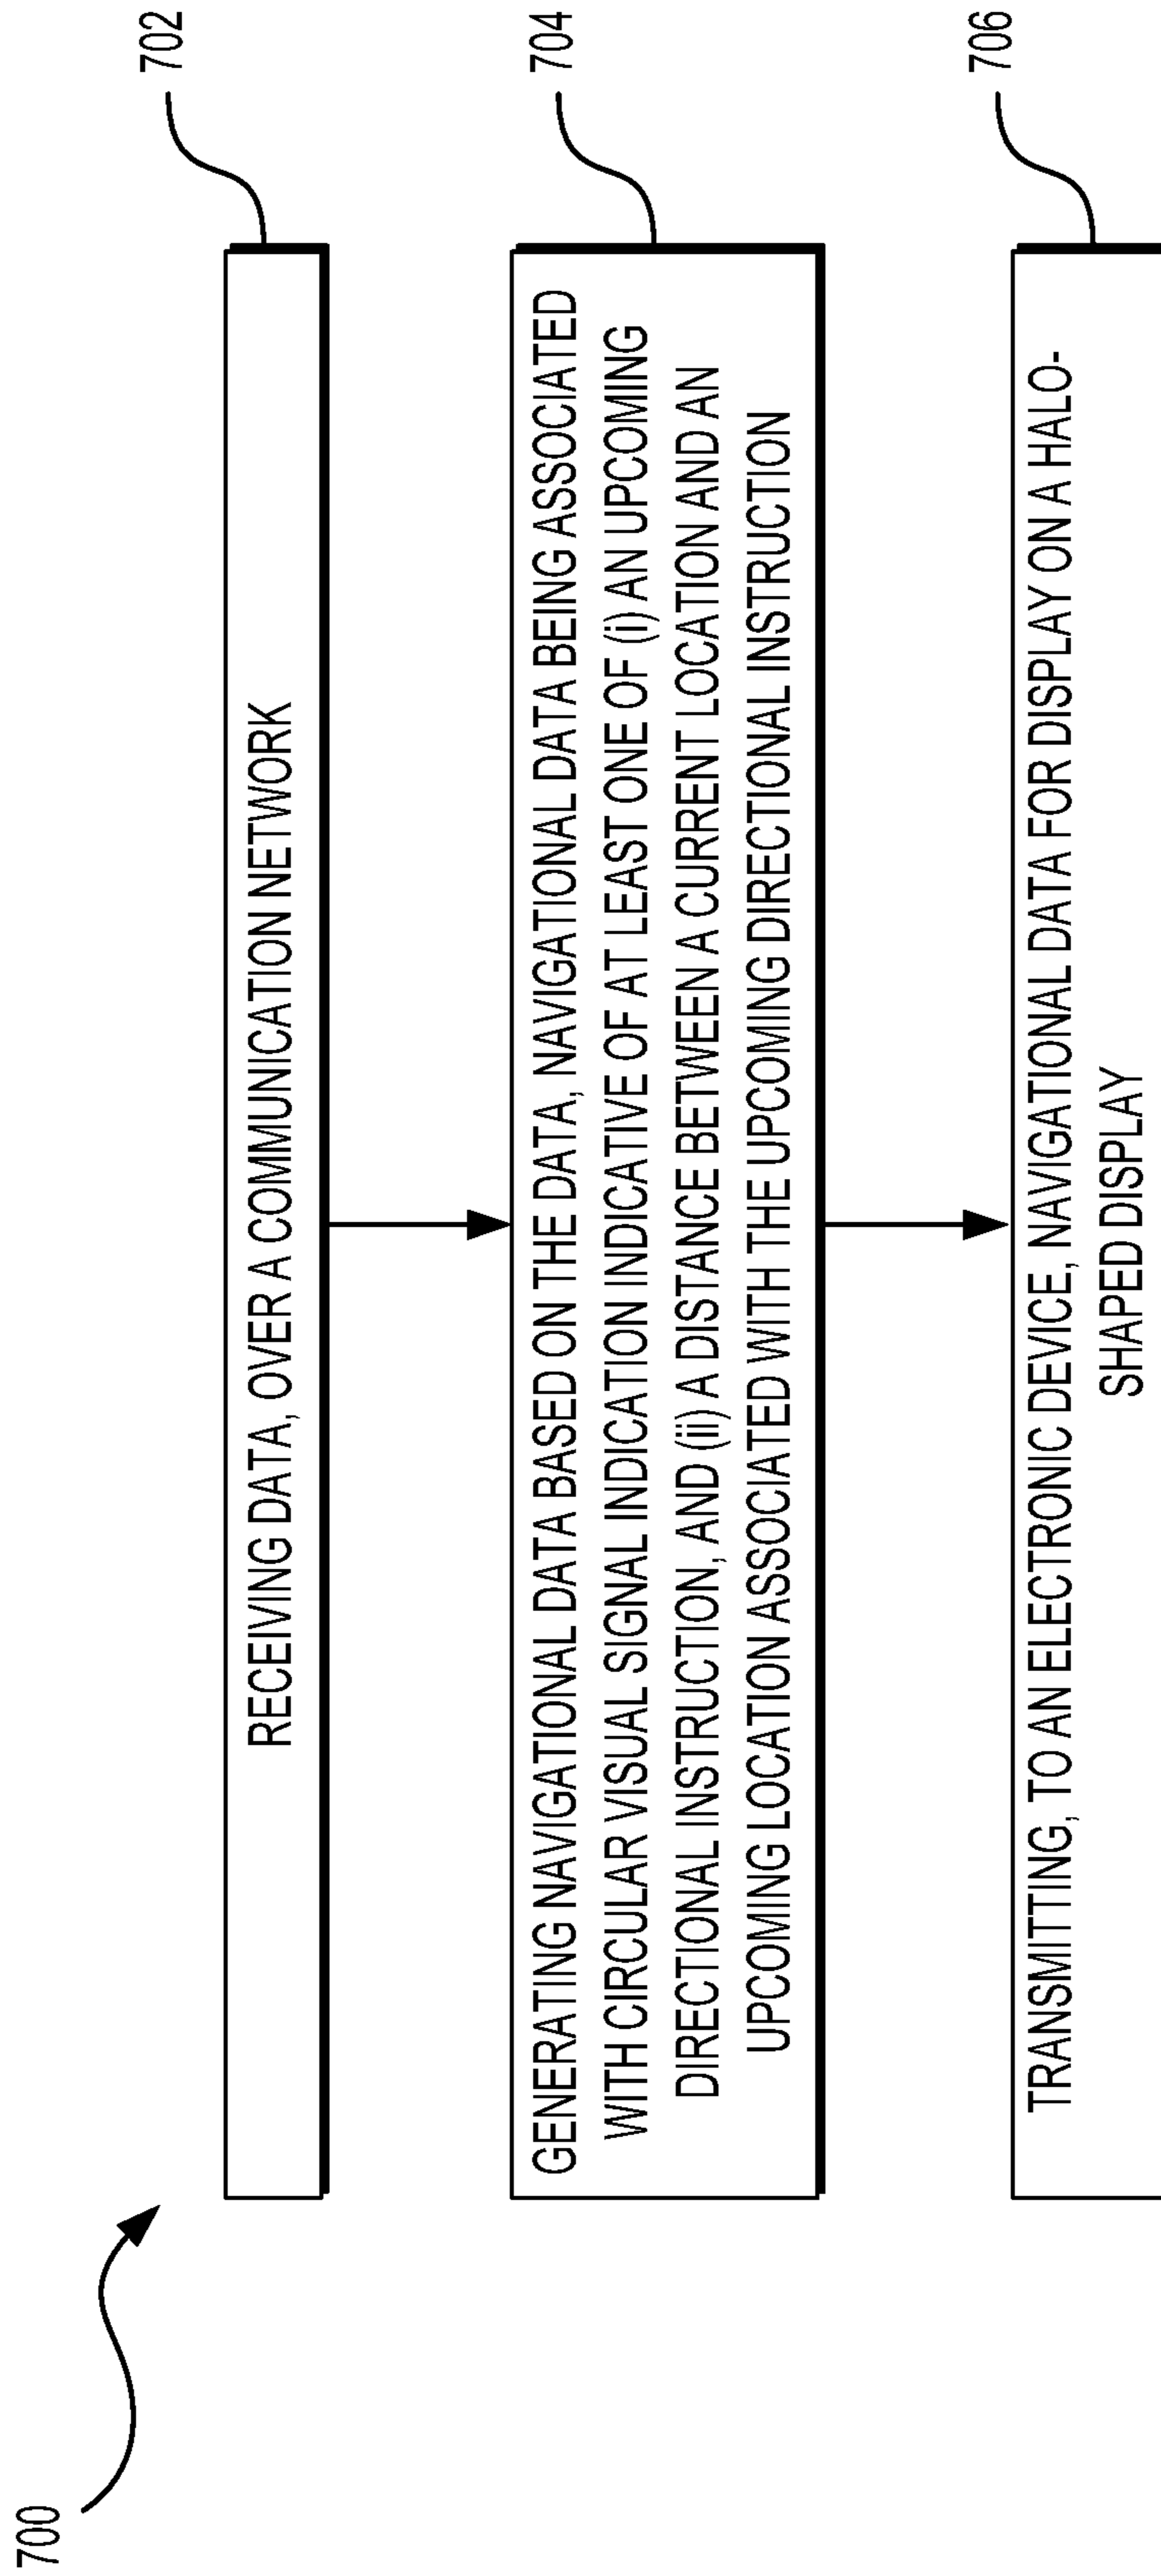 700
702
RECEIVING DATA, OVER A COMMUNICATION NETWORK
704
GENERATING NAVIGATIONAL DATA BASED ON THE DATA, NAVIGATIONAL DATA BEING ASSOCIATED
WITH CIRCULAR VISUAL SIGNAL INDICATION INDICATIVE OF AT LEAST ONE OF (i) AN UPCOMING
DIRECTIONAL INSTRUCTION, AND (ii) A DISTANCE BETWEEN A CURRENT LOCATION AND AN
UPCOMING LOCATION ASSOCIATED WITH THE UPCOMING DIRECTIONAL INSTRUCTION
706
TRANSMITTING, TO AN ELECTRONIC DEVICE, NAVIGATIONAL DATA FOR DISPLAY ON A HALO-
SHAPED DISPLAY